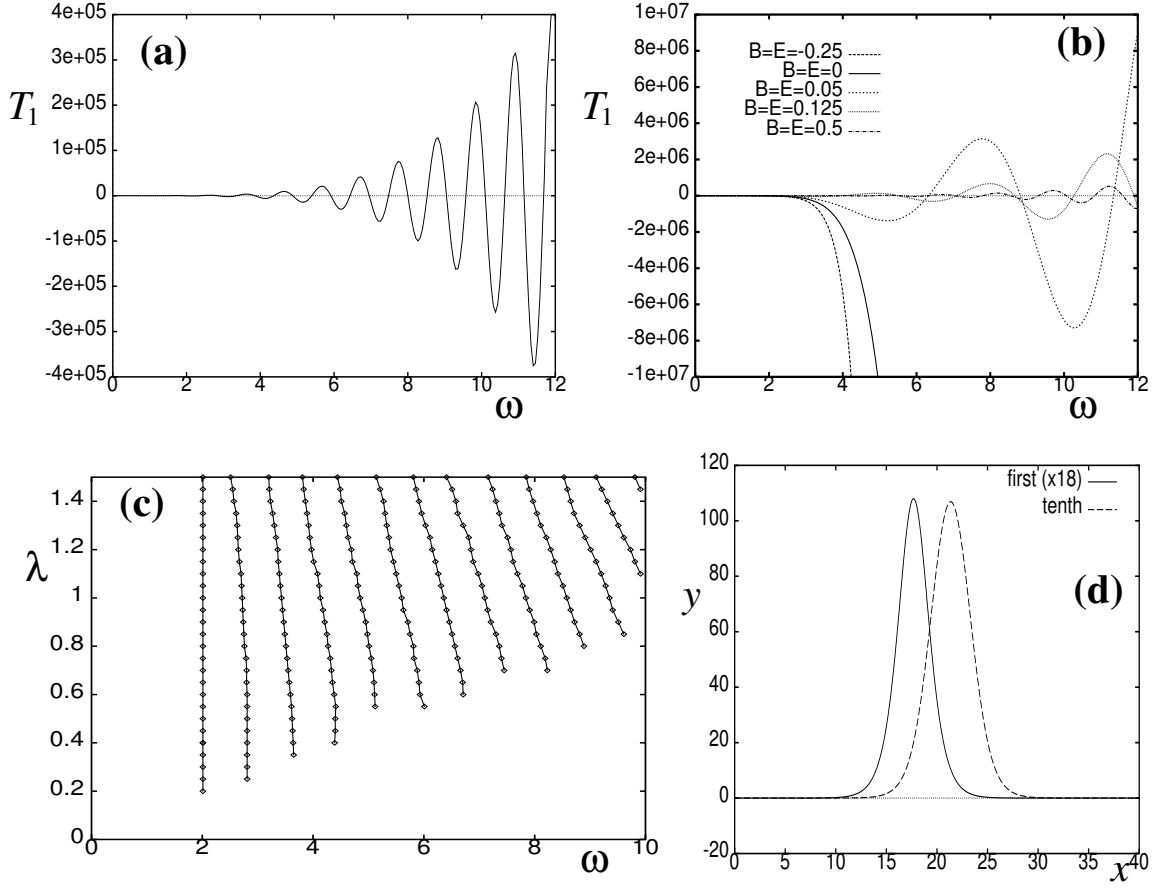 (a)
T1
4e+05
3e+05
2e+05
1e+05
0
-1e+05
-2e+05
-3e+05
-4e+05
0 2 4 6 8 10 12
ω
(b)
T1
1e+07
8e+06
6e+06
4e+06
2e+06
0
-2e+06
-4e+06
-6e+06
-8e+06
-1e+07
B=E=-0.25
B=E=0
B=E=0.05
B=E=0.125
B=E=0.5
0 2 4 6 8 10 12
ω
(c)
λ
1.4
1.2
1
0.8
0.6
0.4
0.2
0
0 2 4 6 8 10
ω
(d)
y
120
100
80
60
40
20
0
-20
first (x18)
tenth
0 5 10 15 20 25 30 35 40
x